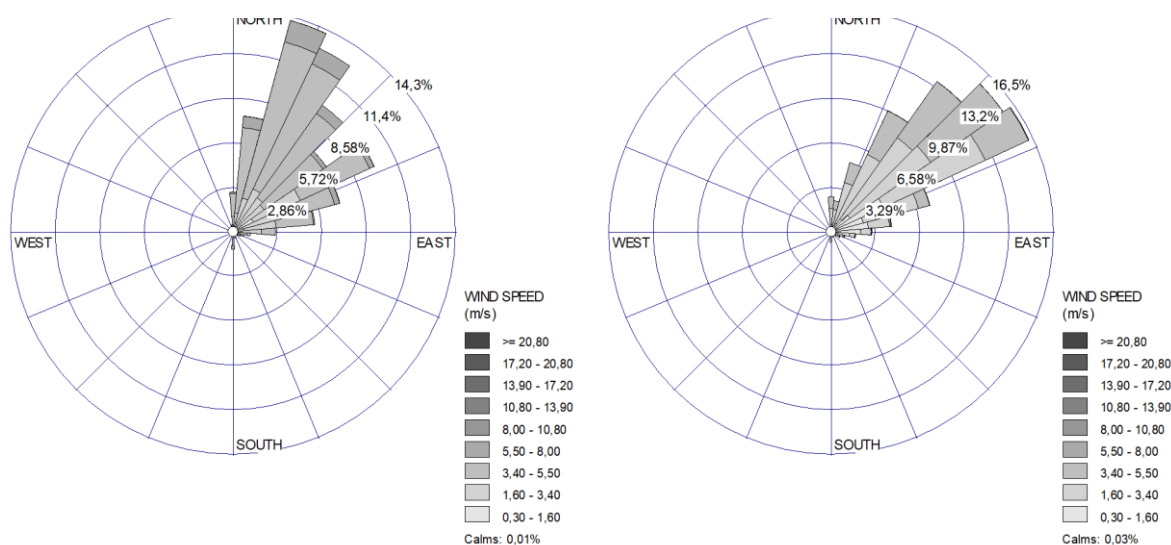 NORTH
14,3%
11,4%
8,58%
5,72%
2,86%
WEST
EAST
SOUTH
WIND SPEED
(m/s)
>= 20,80
17,20 - 20,80
13,90 - 17,20
10,80 - 13,90
8,00 - 10,80
5,50 - 8,00
3,40 - 5,50
1,60 - 3,40
0,30 - 1,60
Calms: 0,01%
NORTH
16,5%
13,2%
9,87%
6,58%
3,29%
WEST
EAST
SOUTH
WIND SPEED
(m/s)
>= 20,80
17,20 - 20,80
13,90 - 17,20
10,80 - 13,90
8,00 - 10,80
5,50 - 8,00
3,40 - 5,50
1,60 - 3,40
0,30 - 1,60
Calms: 0,03%